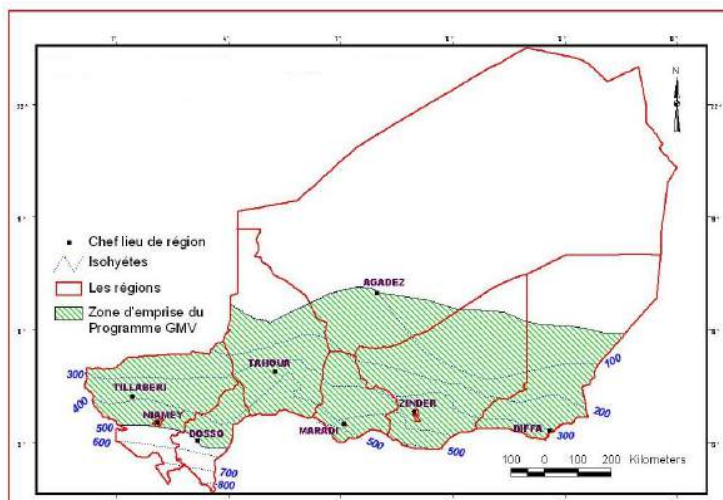 N
Chef lieu de région
Isohyétes
Les régions
Zone d'emprise du
Programme GMV
AGADEZ
TAHOUA
TILLABERI
NIAMEY
DOSSO
MARADI
ZINDER
DIFFA
300
400
500
600
700
800
500
500
300
200
100
100 0 100 200 Kilometers